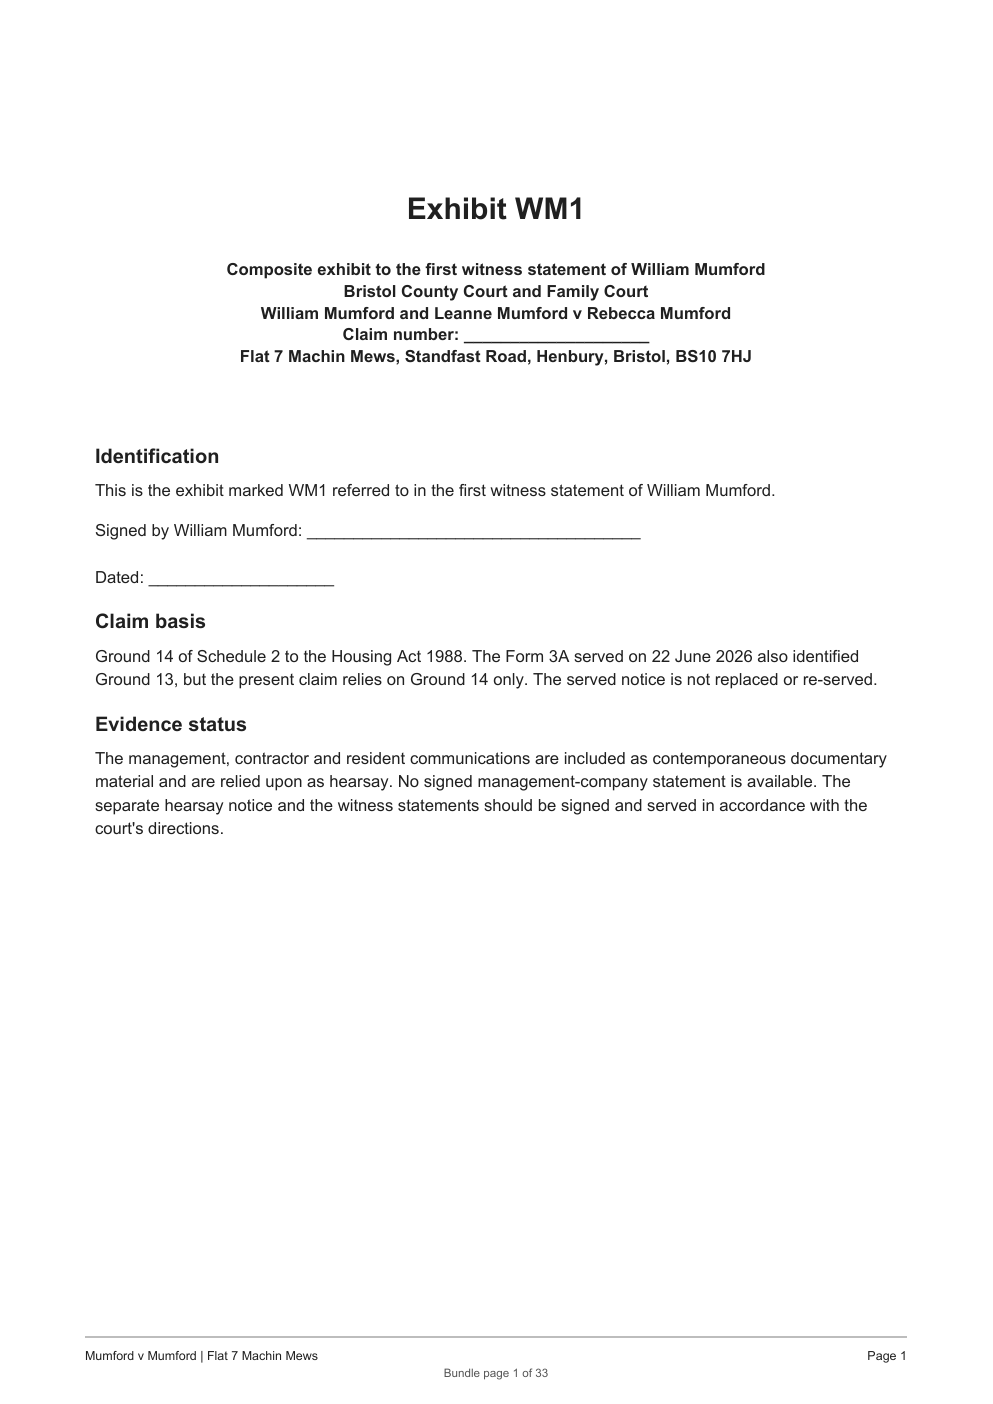 Exhibit WM1
Composite exhibit to the first witness statement of William Mumford
Bristol County Court and Family Court
William Mumford and Leanne Mumford v Rebecca Mumford
Claim number: ____________________
Flat 7 Machin Mews, Standfast Road, Henbury, Bristol, BS10 7HJ
Identification
This is the exhibit marked WM1 referred to in the first witness statement of William Mumford.
Signed by William Mumford: ____________________________________
Dated: ____________________
Claim basis
Ground 14 of Schedule 2 to the Housing Act 1988. The Form 3A served on 22 June 2026 also identified
Ground 13, but the present claim relies on Ground 14 only. The served notice is not replaced or re-served.
Evidence status
The management, contractor and resident communications are included as contemporaneous documentary
material and are relied upon as hearsay. No signed management-company statement is available. The
separate hearsay notice and the witness statements should be signed and served in accordance with the
court's directions.
Mumford v Mumford | Flat 7 Machin Mews
Page 1
Bundle page 1 of 33